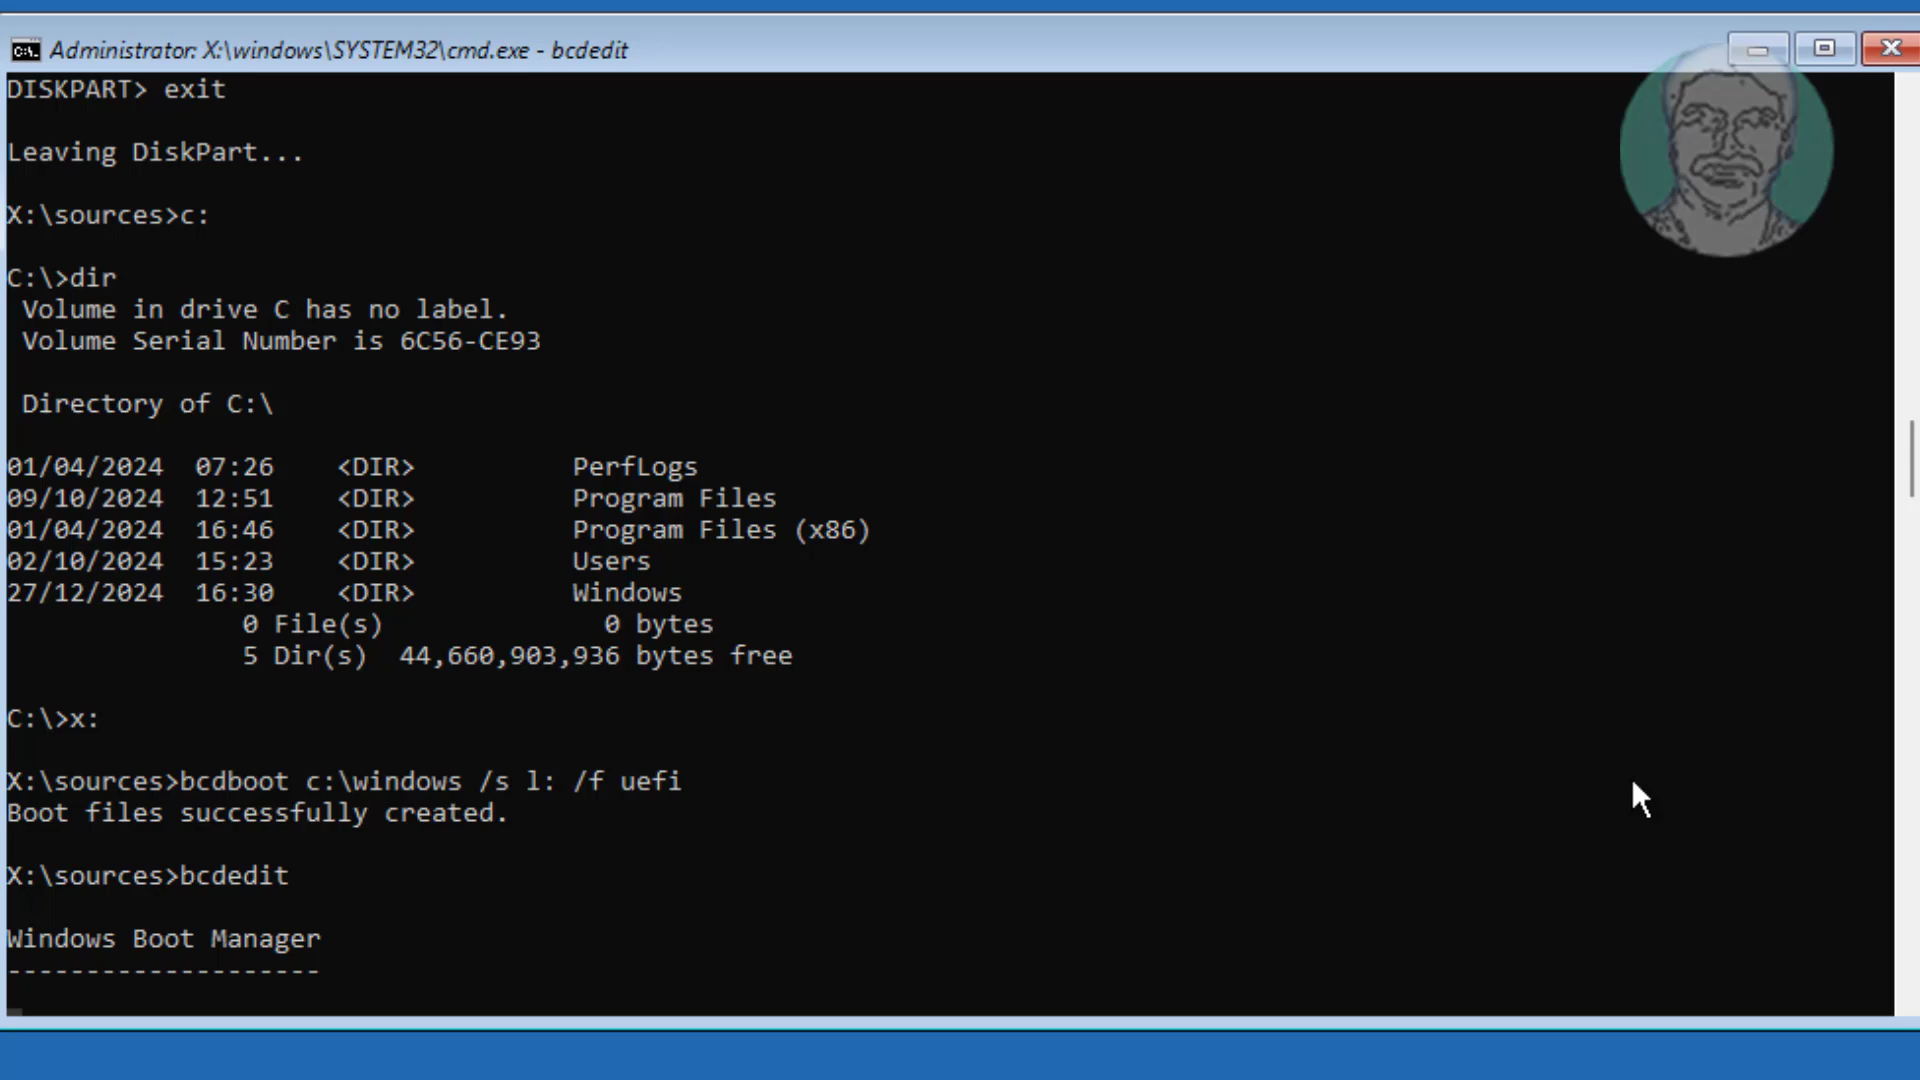 Administrator: X:\windows\SYSTEM32\cmd.exe - bcdedit
DISKPART> exit
Leaving DiskPart...
X:\sources>c:
C:\>dir
Volume in drive C has no label.
Volume Serial Number is 6C56-CE93
Directory of C:\
01/04/2024  07:26    <DIR>          PerfLogs
09/10/2024  12:51    <DIR>          Program Files
01/04/2024  16:46    <DIR>          Program Files (x86)
02/10/2024  15:23    <DIR>          Users
27/12/2024  16:30    <DIR>          Windows
0 File(s)              0 bytes
5 Dir(s)  44,660,903,936 bytes free
C:\>x:
X:\sources>bcdboot c:\windows /s l: /f uefi
Boot files successfully created.
X:\sources>bcdedit
Windows Boot Manager
--------------------